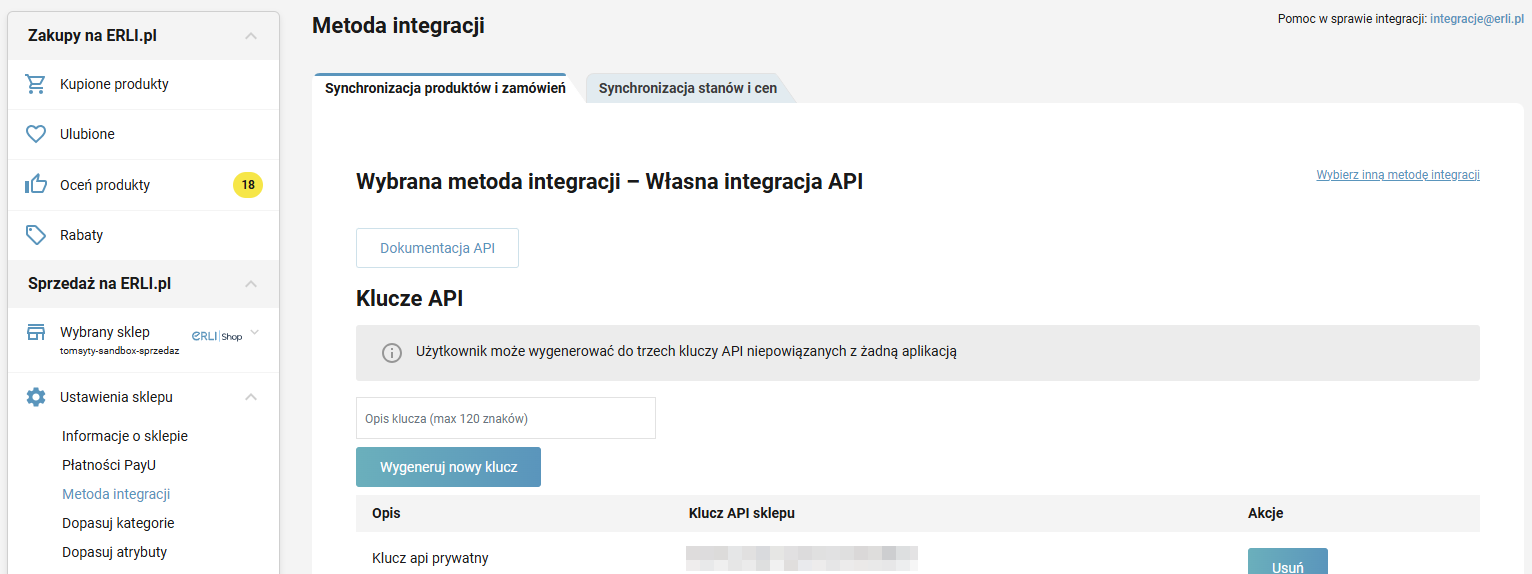 Zakupy na ERLI.pl
Kupione produkty
Ulubione
Oceń produkty 18
Rabaty
Sprzedaż na ERLI.pl
Wybrany sklep
tomsyty-sandbox-sprzedaz
eRLI|Shop
Ustawienia sklepu
Informacje o sklepie
Płatności PayU
Metoda integracji
Dopasuj kategorie
Dopasuj atrybuty
Metoda integracji
Pomoc w sprawie integracji: integracje@erli.pl
Synchronizacja produktów i zamówień
Synchronizacja stanów i cen
Wybrana metoda integracji – Własna integracja API
Wybierz inną metodę integracji
Dokumentacja API
Klucze API
Użytkownik może wygenerować do trzech kluczy API niepowiązanych z żadną aplikacją
Opis klucza (max 120 znaków)
Wygeneruj nowy klucz
Opis Klucz API sklepu Akcje
Klucz api prywatny
Usuń